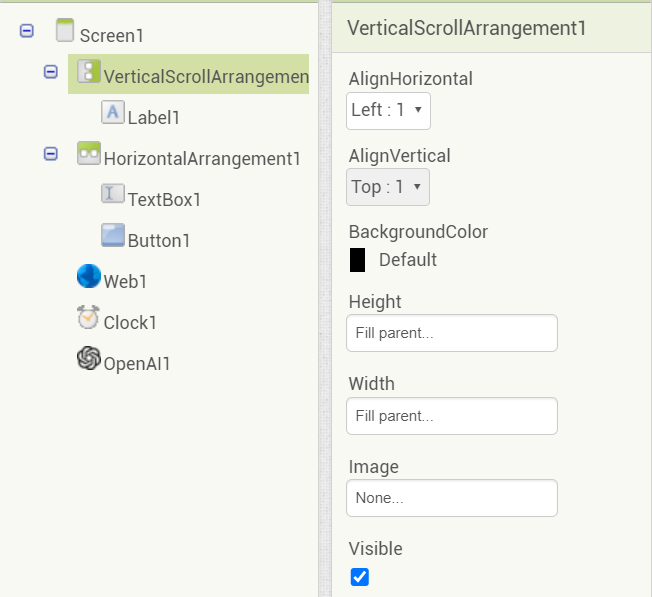 Screen1
VerticalScrollArrangemen
Label1
HorizontalArrangement1
TextBox1
Button1
Web1
Clock1
OpenAI1
VerticalScrollArrangement1
AlignHorizontal
Left : 1
AlignVertical
Top : 1
BackgroundColor
Default
Height
Fill parent...
Width
Fill parent...
Image
None...
Visible